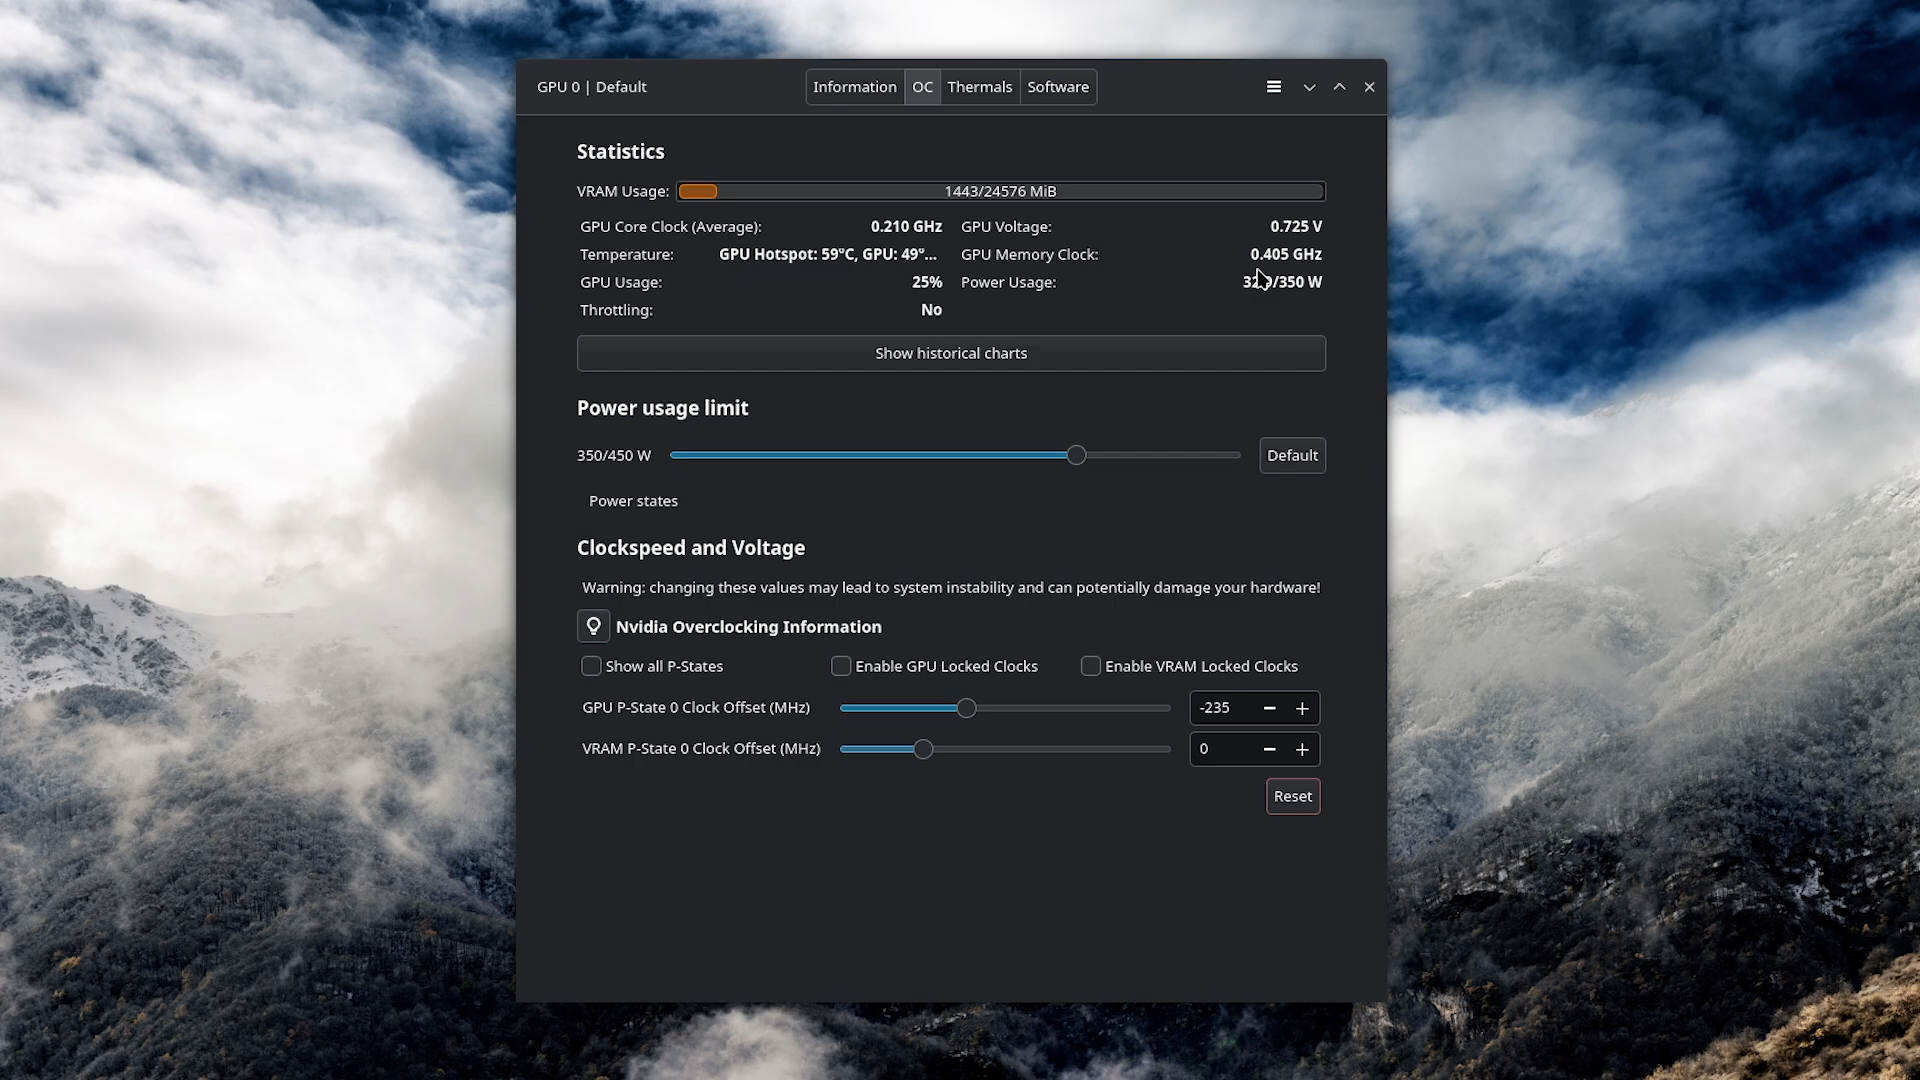 GPU 0 | Default
Information OC Thermals Software
Statistics
VRAM Usage: 1443/24576 MiB
GPU Core Clock (Average): 0.210 GHz GPU Voltage: 0.725 V
Temperature: GPU Hotspot: 59°C, GPU: 49°... GPU Memory Clock: 0.405 GHz
GPU Usage: 25% Power Usage: /350 W
Throttling: No
Show historical charts
Power usage limit
350/450 W Default
Power states
Clockspeed and Voltage
Warning: changing these values may lead to system instability and can potentially damage your hardware!
Nvidia Overclocking Information
Show all P-States Enable GPU Locked Clocks Enable VRAM Locked Clocks
GPU P-State 0 Clock Offset (MHz) -235 − +
VRAM P-State 0 Clock Offset (MHz) 0 − +
Reset